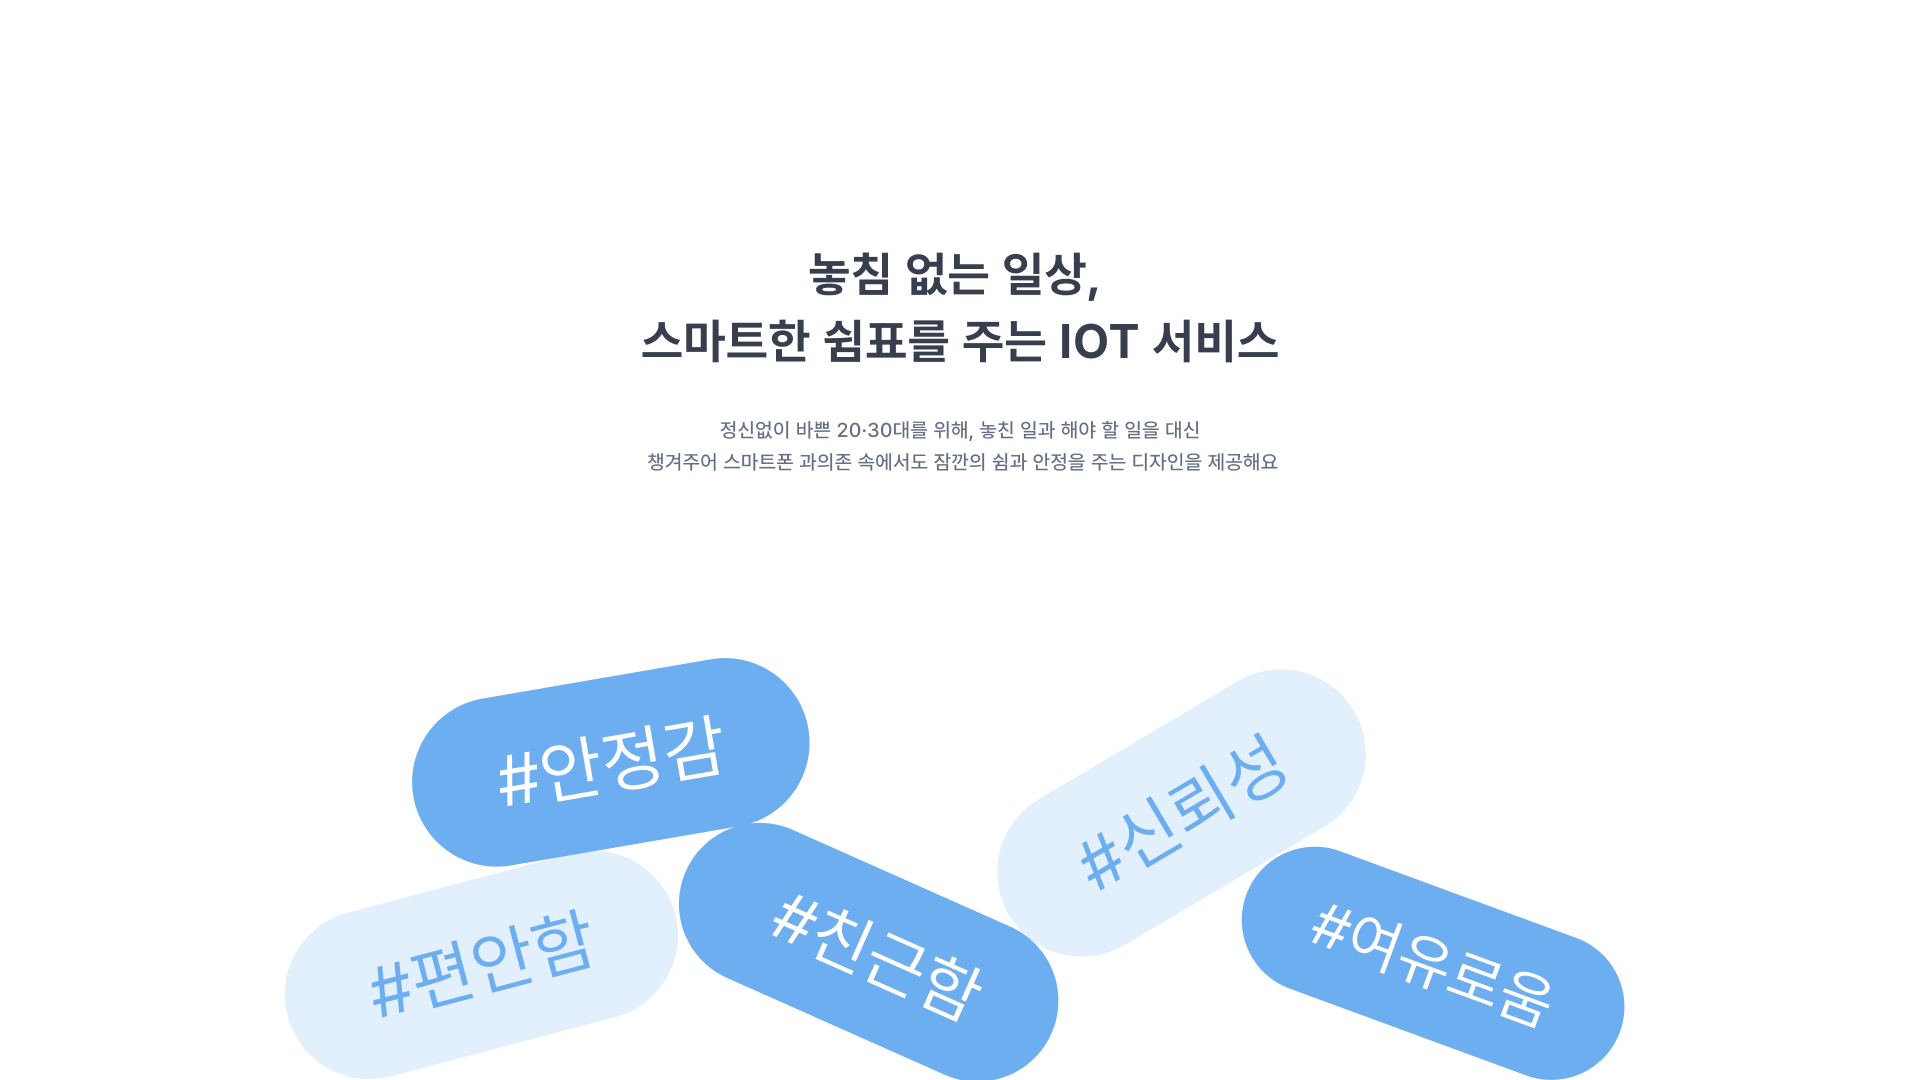 놓침 없는 일상,
스마트한 쉼표를 주는 IOT 서비스
정신없이 바쁜 20·30대를 위해, 놓친 일과 해야 할 일을 대신
챙겨주어 스마트폰 과의존 속에서도 잠깐의 쉼과 안정을 주는 디자인을 제공해요
#안정감
#신뢰성
#편안함
#친근함
#여유로움